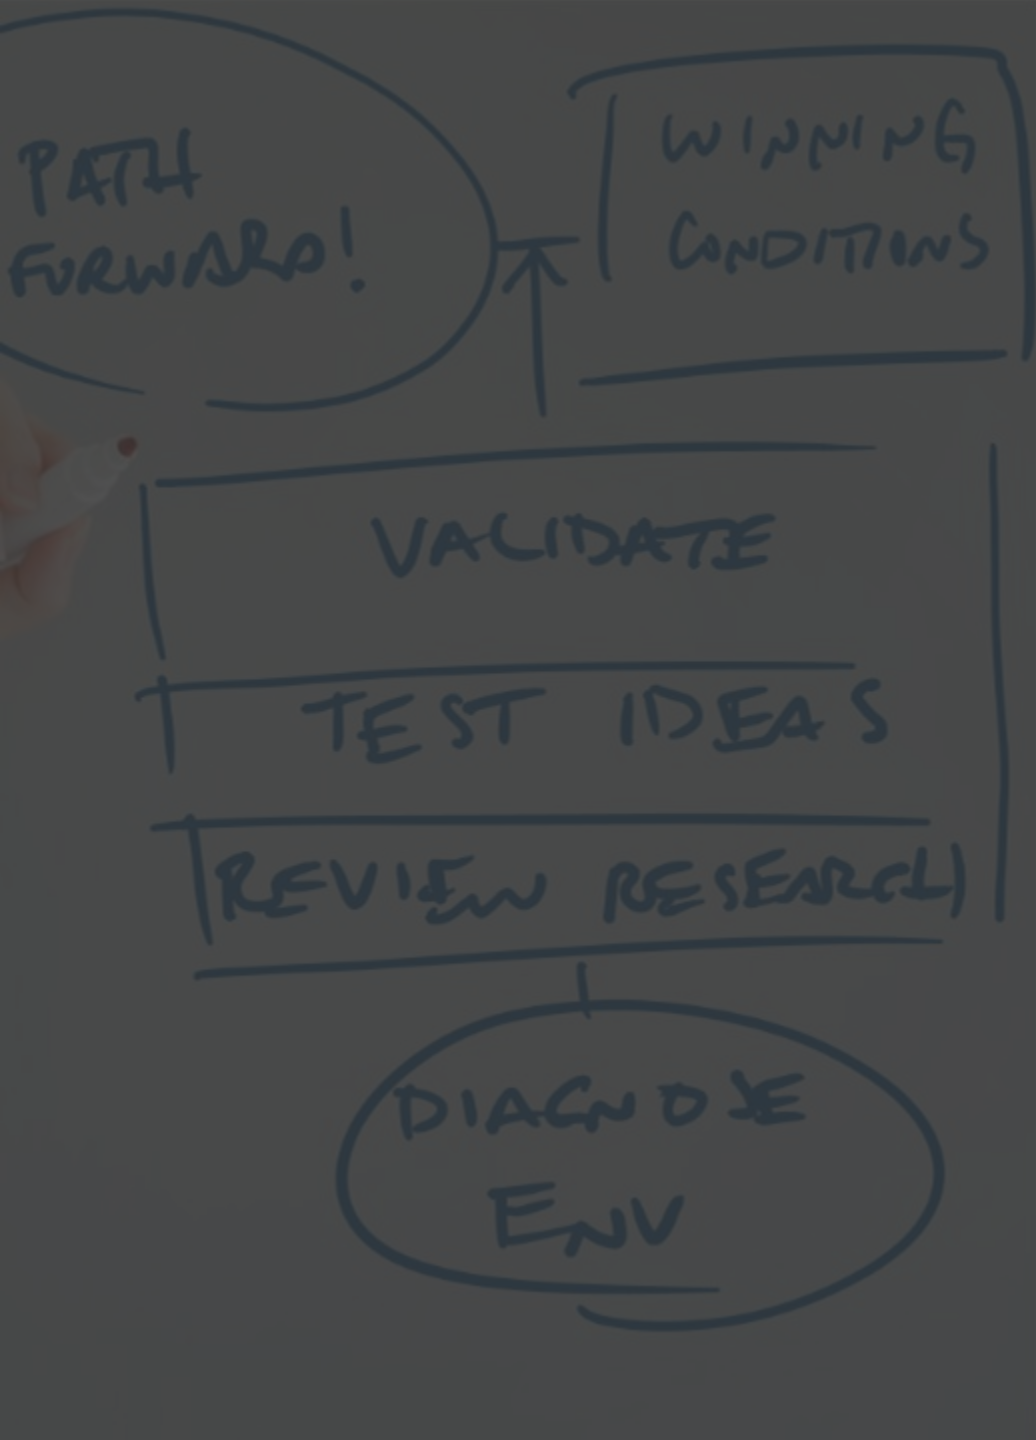 PATH
FORWARD!
WINNING
CONDITIONS
VALIDATE
TEST IDEAS
REVIEW RESEARCH
DIAGNOSE
ENV